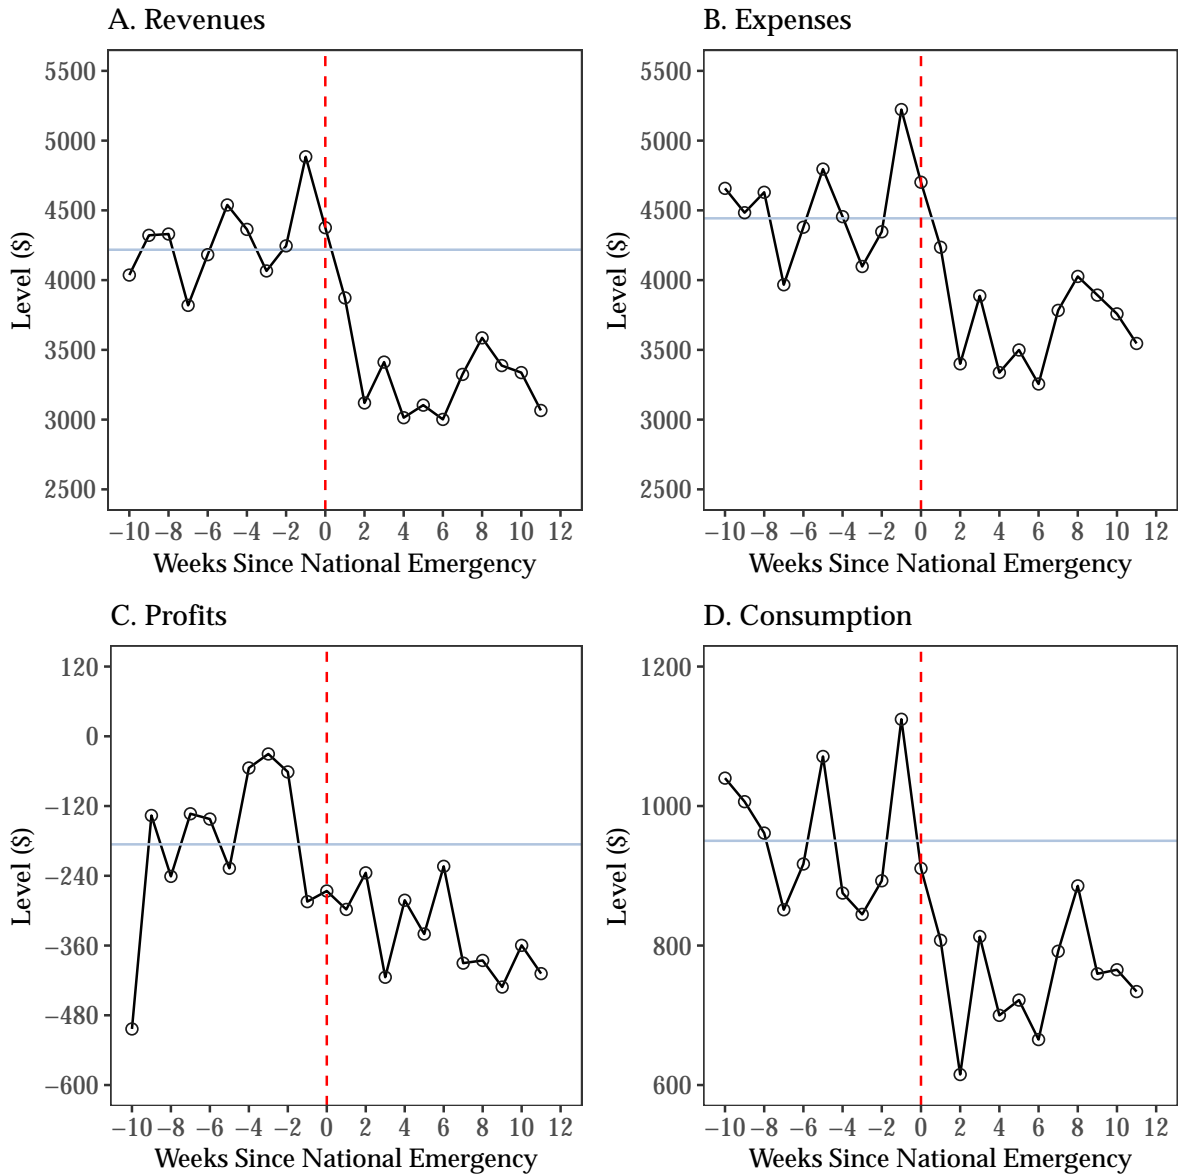 A. Revenues
5500
5000
4500
4000
3500
3000
2500
Level ($)
−10 −8 −6 −4 −2 0 2 4 6 8 10 12
Weeks Since National Emergency
B. Expenses
5500
5000
4500
4000
3500
3000
2500
Level ($)
−10 −8 −6 −4 −2 0 2 4 6 8 10 12
Weeks Since National Emergency
C. Profits
120
0
−120
−240
−360
−480
−600
Level ($)
−10 −8 −6 −4 −2 0 2 4 6 8 10 12
Weeks Since National Emergency
D. Consumption
1200
1000
800
600
Level ($)
−10 −8 −6 −4 −2 0 2 4 6 8 10 12
Weeks Since National Emergency